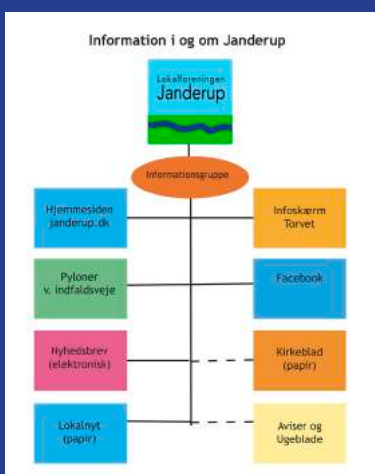 Information i og om Janderup
Lokalforeningen
Janderup
Informationsgruppe
Hjemmesiden
janderup.dk
Infoskærm
Torvet
Pyloner
v. indfaldsveje
Facebook
Nyhedsbrev
(elektronisk)
Kirkeblad
(papir)
Lokalnyt
(papir)
Aviser og
Ugeblade